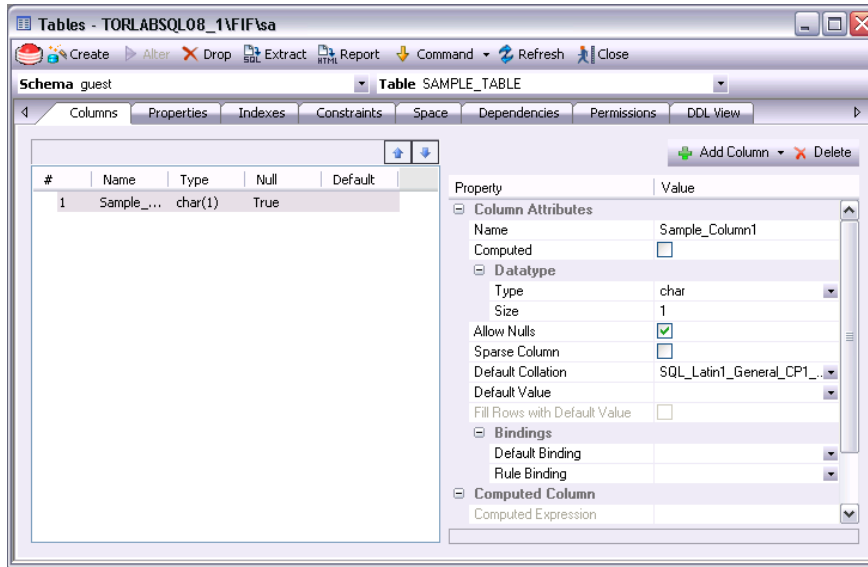 Tables - TORLABSQL08_1\FIF\sa
Create Alter Drop SQL Extract HTML Report Command Refresh Close
Schema guest Table SAMPLE_TABLE
Columns Properties Indexes Constraints Space Dependencies Permissions DDL View
Add Column Delete
# Name Type Null Default
1 Sample_... char(1) True
Property Value
Column Attributes
Name Sample_Column1
Computed
Datatype
Type char
Size 1
Allow Nulls
Sparse Column
Default Collation SQL_Latin1_General_CP1_...
Default Value
Fill Rows with Default Value
Bindings
Default Binding
Rule Binding
Computed Column
Computed Expression